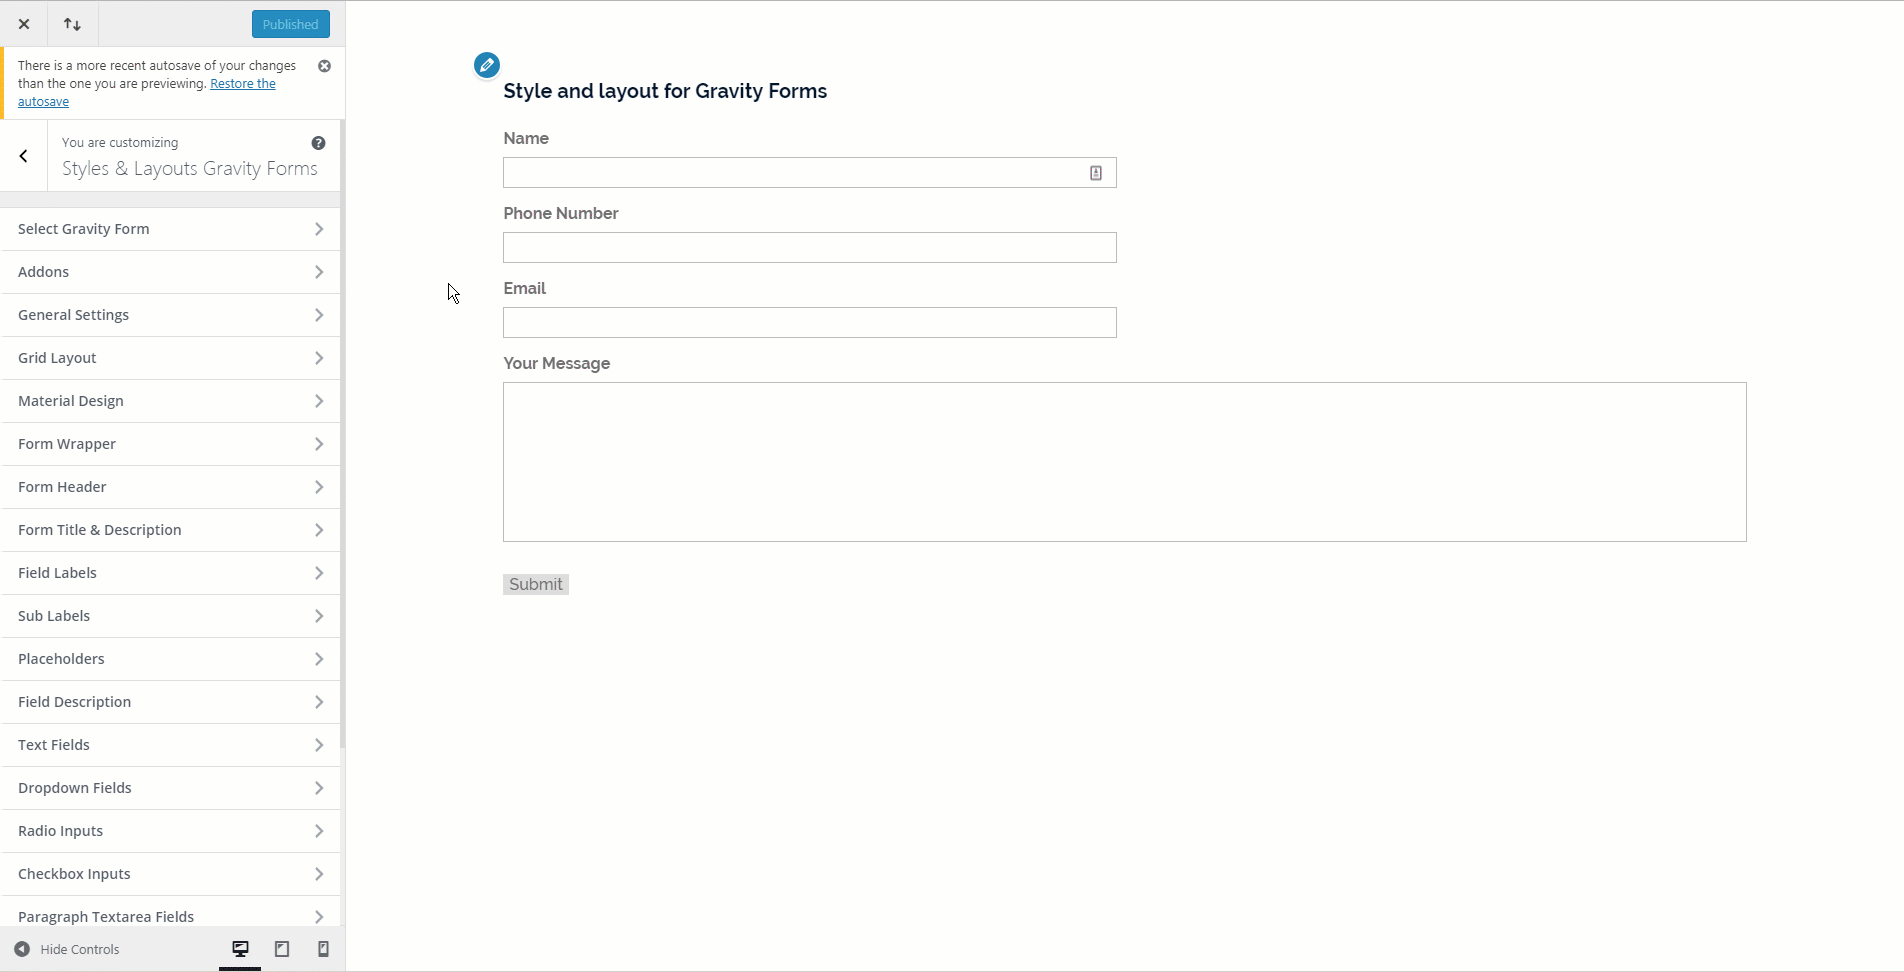 Published
There is a more recent autosave of your changes
than the one you are previewing. Restore the
autosave
You are customizing
Styles & Layouts Gravity Forms
Select Gravity Form
Addons
General Settings
Grid Layout
Material Design
Form Wrapper
Form Header
Form Title & Description
Field Labels
Sub Labels
Placeholders
Field Description
Text Fields
Dropdown Fields
Radio Inputs
Checkbox Inputs
Paragraph Textarea Fields
Hide Controls
Style and layout for Gravity Forms
Name
Phone Number
Email
Your Message
Submit